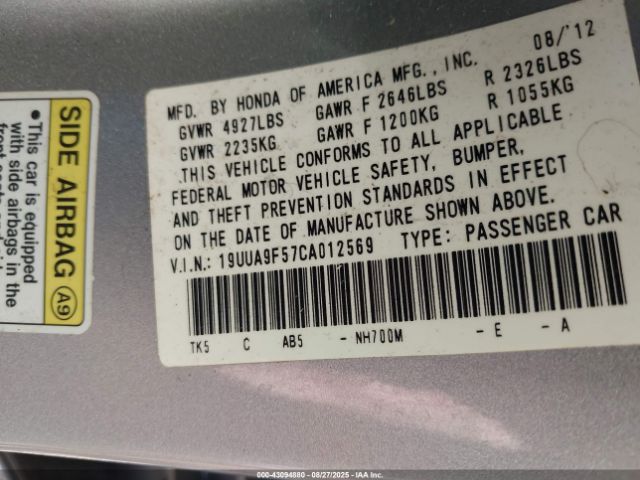 08/'12
MFD. BY HONDA OF AMERICA MFG., INC.
GVWR 4927LBS GAWR F 2646LBS R 2326LBS
GVWR 2235KG GAWR F 1200KG R 1055KG
THIS VEHICLE CONFORMS TO ALL APPLICABLE
FEDERAL MOTOR VEHICLE SAFETY, BUMPER,
AND THEFT PREVENTION STANDARDS IN EFFECT
ON THE DATE OF MANUFACTURE SHOWN ABOVE.
V.I.N.: 19UUA9F57CA012569 TYPE: PASSENGER CAR
TK5 C AB5 - NH700M - E - A
SIDE AIRBAG A9
•This car is equipped
with side airbags in the
000-43094880 - 08/27/2025 - IAA Inc.